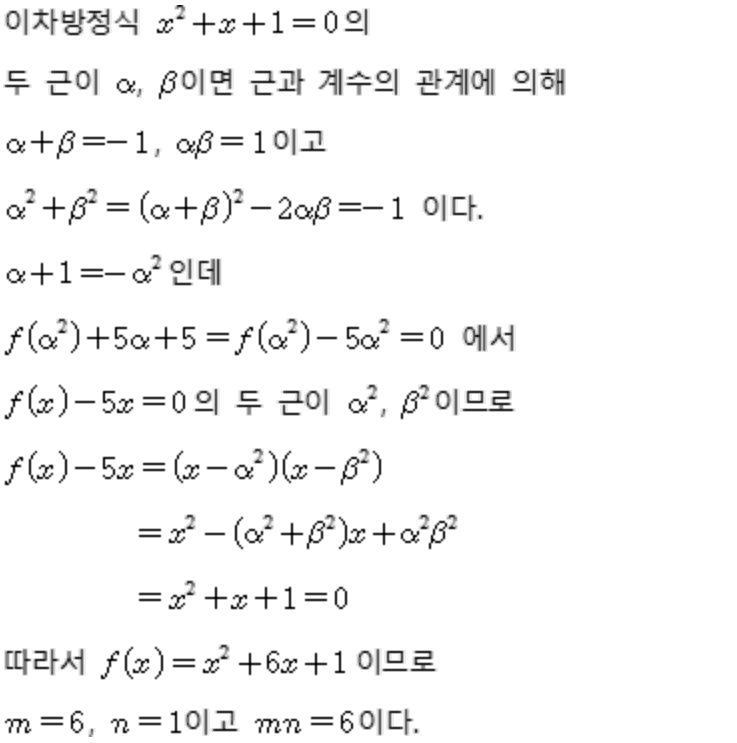 이차방정식 x²+x+1=0의
두 근이 α, β이면 근과 계수의 관계에 의해
α+β=-1, αβ=1이고
α²+β²=(α+β)²-2αβ=-1 이다.
α+1=-α²인데
f(α²)+5α+5=f(α²)-5α²=0 에서
f(x)-5x=0의 두 근이 α², β²이므로
f(x)-5x=(x-α²)(x-β²)
=x²-(α²+β²)x+α²β²
=x²+x+1=0
따라서 f(x)=x²+6x+1이므로
m=6, n=1이고 mn=6이다.